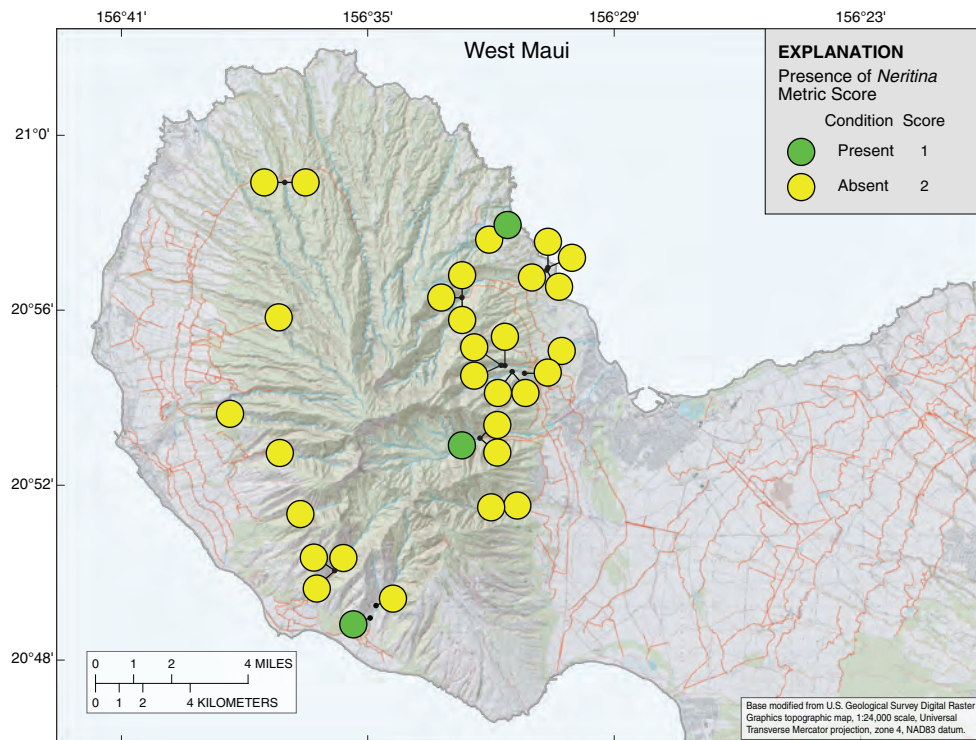 156°41' 156°35' 156°29' 156°23'
West Maui
EXPLANATION
Presence of Neritina
Metric Score
Condition Score
Present 1
Absent 2
21°0'
20°56'
20°52'
20°48'
0 1 2 4 MILES
0 1 2 4 KILOMETERS
Base modified from U.S. Geological Survey Digital Raster
Graphics topographic map, 1:24,000 scale, Universal
Transverse Mercator projection, zone 4, NAD83 datum.